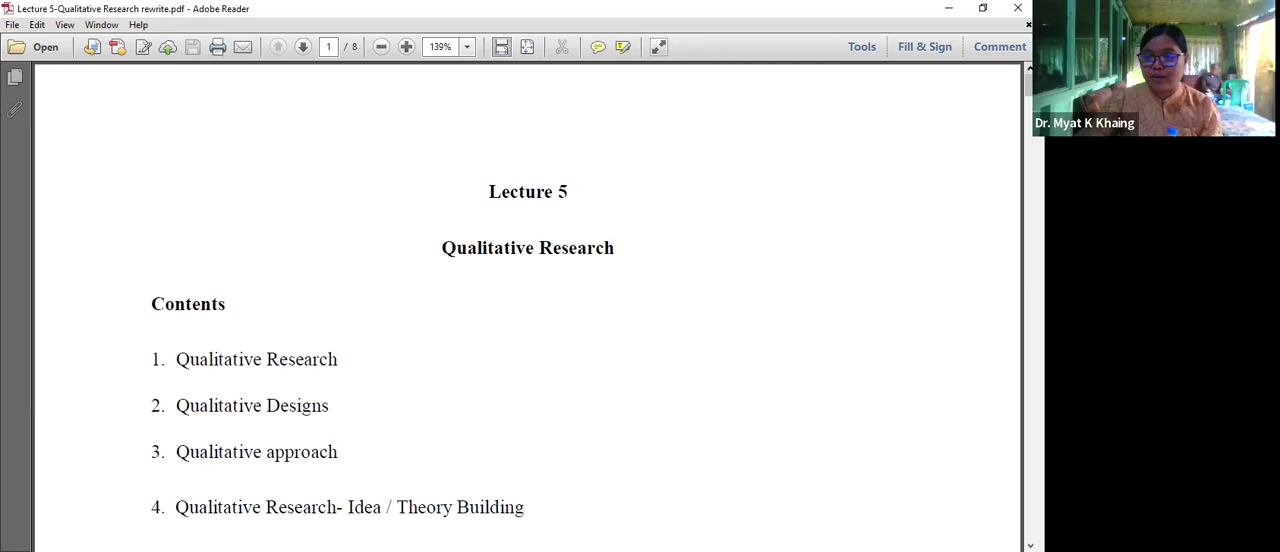 Lecture 5-Qualitative Research rewrite.pdf - Adobe Reader
File Edit View Window Help
Open 1 / 8 139% Tools Fill & Sign Comment
Dr. Myat K Khaing
Lecture 5
Qualitative Research
Contents
1. Qualitative Research
2. Qualitative Designs
3. Qualitative approach
4. Qualitative Research- Idea / Theory Building